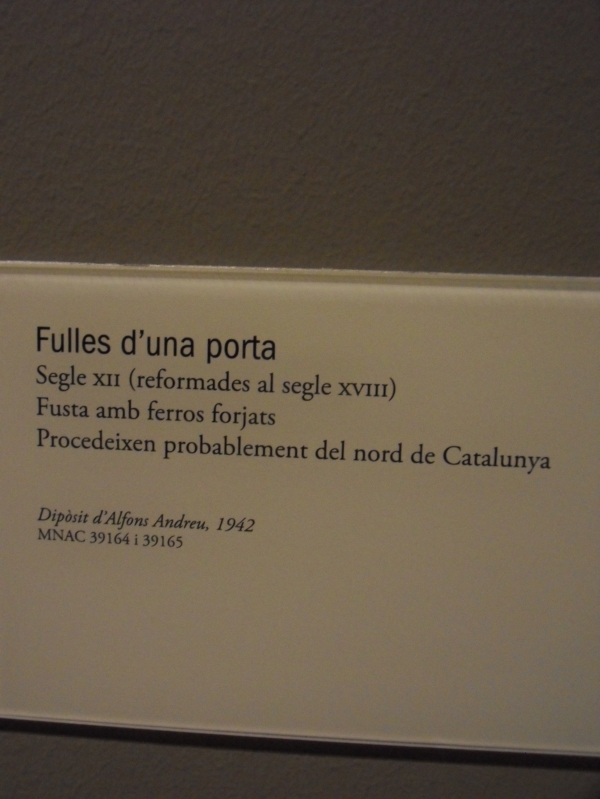 Fulles d’una porta
Segle XII (reformades al segle XVIII)
Fusta amb ferros forjats
Procedeixen probablement del nord de Catalunya
Dipòsit d’Alfons Andreu, 1942
MNAC 39164 i 39165